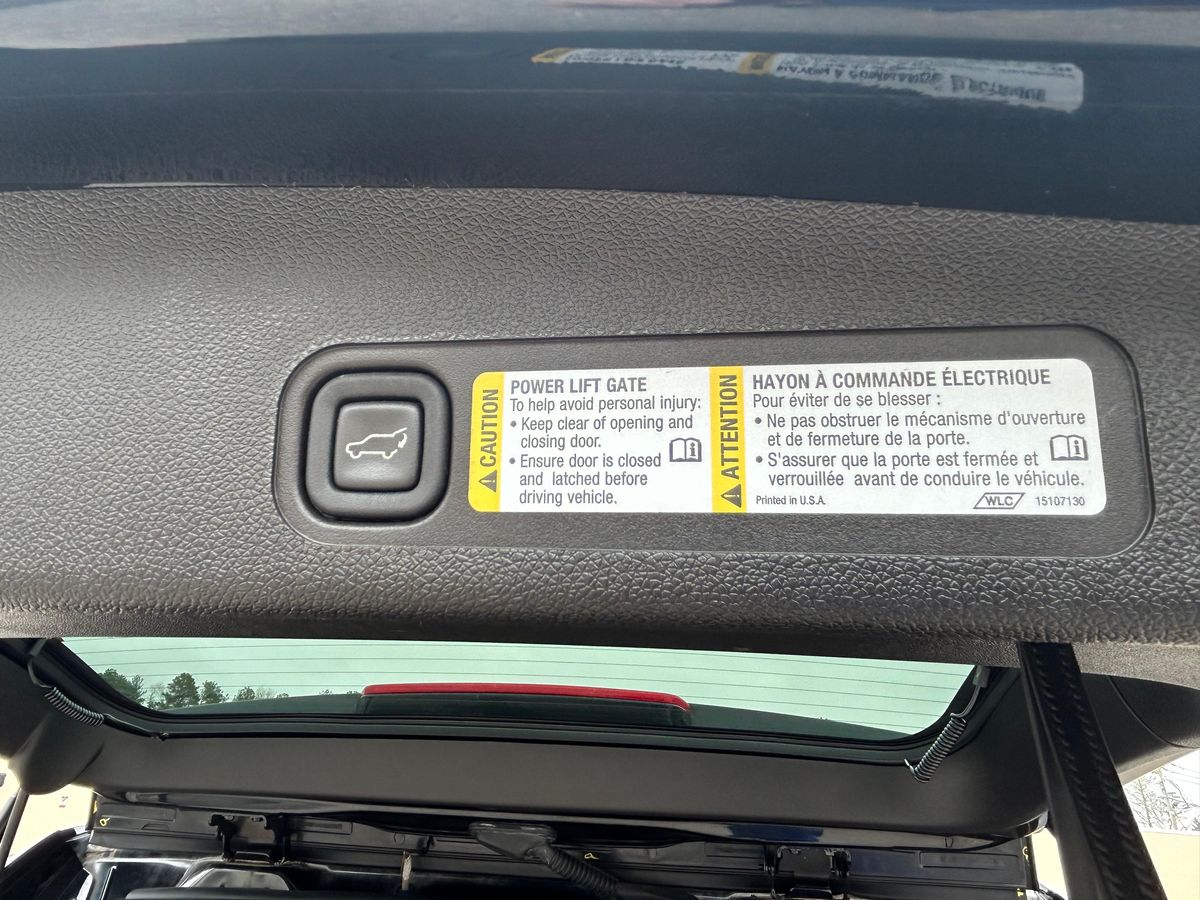 CAUTION
POWER LIFT GATE
To help avoid personal injury:
• Keep clear of opening and
closing door.
• Ensure door is closed
and latched before
driving vehicle.
ATTENTION
HAYON À COMMANDE ÉLECTRIQUE
Pour éviter de se blesser :
• Ne pas obstruer le mécanisme d'ouverture
et de fermeture de la porte.
• S'assurer que la porte est fermée et
verrouillée avant de conduire le véhicule.
Printed in U.S.A.
WLC 15107130